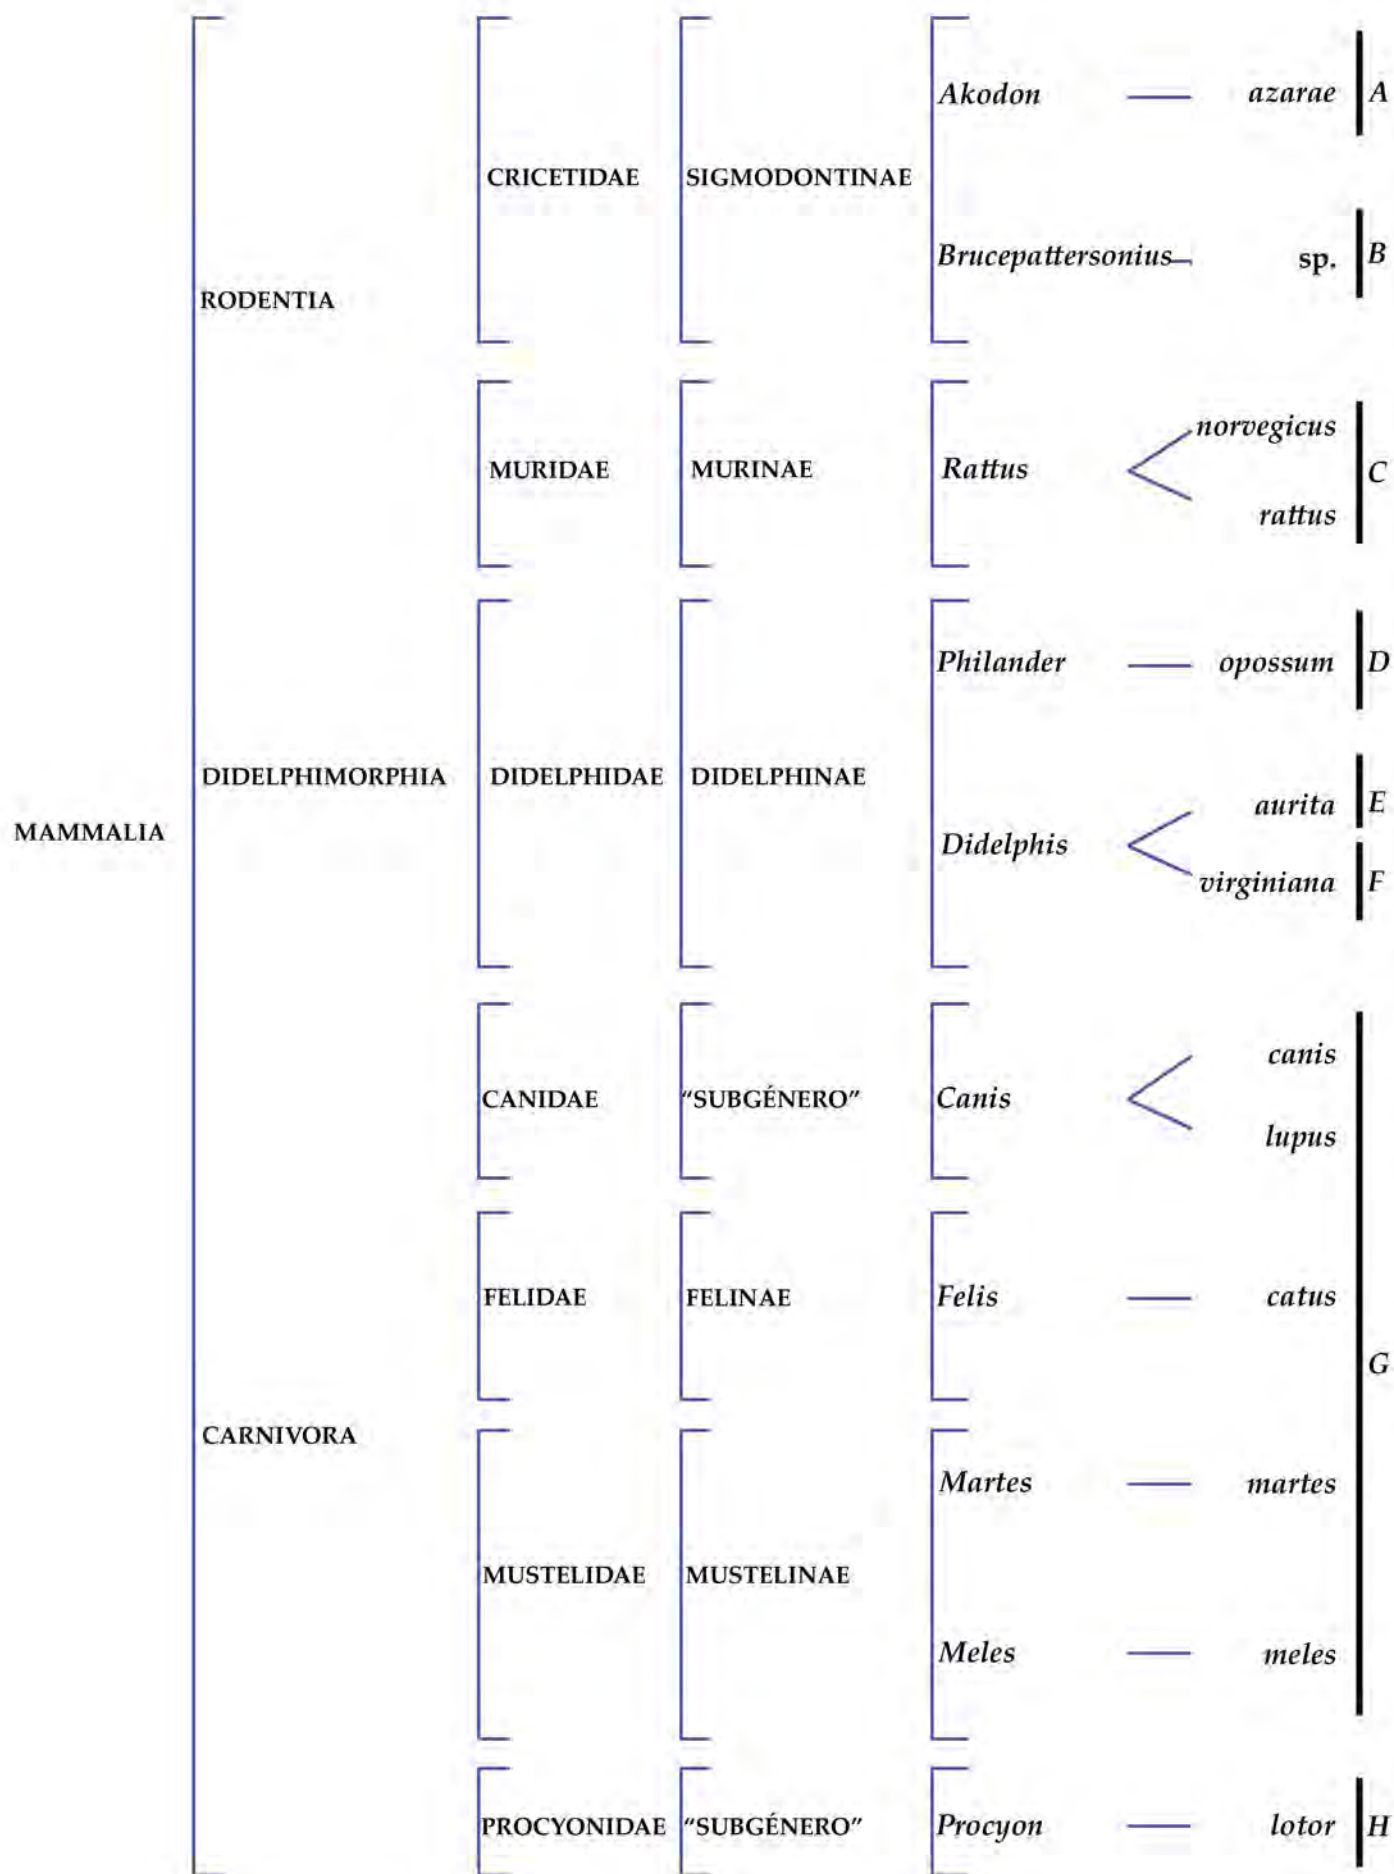 Akodon azarae A
CRICETIDAE SIGMODONTINAE
Brucepattersonius sp. B
RODENTIA
norvegicus
MURIDAE MURINAE Rattus C
rattus
Philander opossum D
DIDELPHIMORPHIA DIDELPHIDAE DIDELPHINAE
aurita E
MAMMALIA
Didelphis
virginiana F
canis
CANIDAE "SUBGÉNERO" Canis
lupus
FELIDAE FELINAE Felis catus
G
CARNIVORA
Martes martes
MUSTELIDAE MUSTELINAE
Meles meles
PROCYONIDAE "SUBGÉNERO" Procyon lotor H